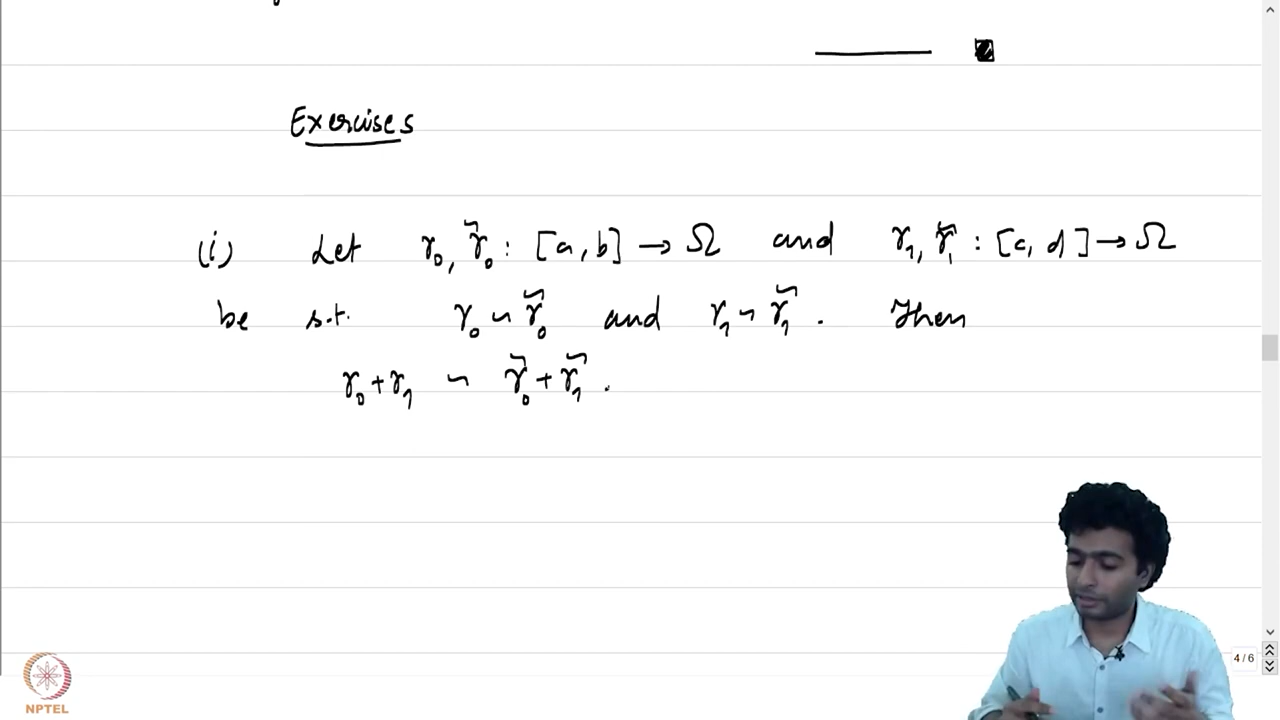 Exercises
(i) Let γ₀, γ̃₀ : [a, b] → Ω and γ₁, γ̃₁ : [c, d] → Ω
be s.t. γ₀ ~ γ̃₀ and γ₁ ~ γ̃₁ . Then
γ₀ + γ₁ ~ γ̃₀ + γ̃₁ .
4 / 6
NPTEL